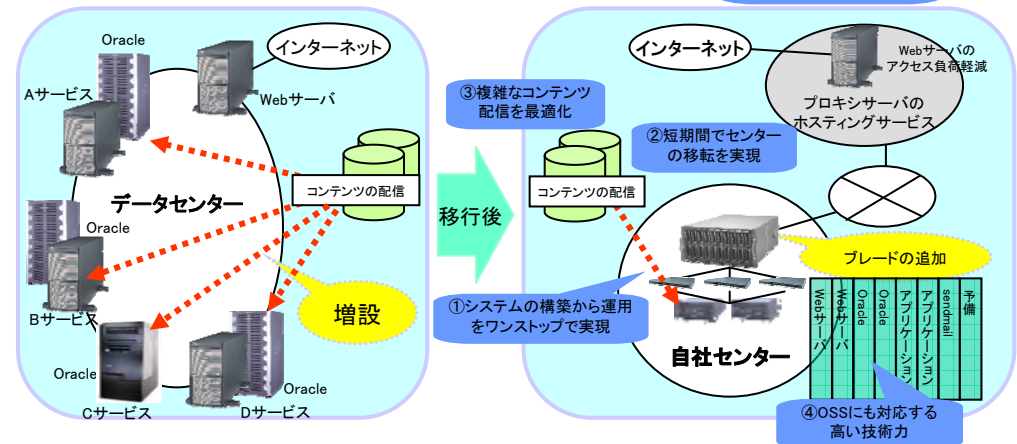 Oracle
インターネット
Aサービス
Webサーバ
コンテンツの配信
データセンター
Oracle
Bサービス
増設
Oracle
Cサービス
Oracle
Dサービス
移行後
③複雑なコンテンツ
配信を最適化
インターネット
Webサーバの
アクセス負荷軽減
プロキシサーバの
ホスティングサービス
②短期間でセンター
の移転を実現
コンテンツの配信
ブレードの追加
①システムの構築から運用
をワンストップで実現
自社センター
Webサーバ
Webサーバ
Oracle
Oracle
アプリケーション
アプリケーション
sendmail
予備
④OSSにも対応する
高い技術力